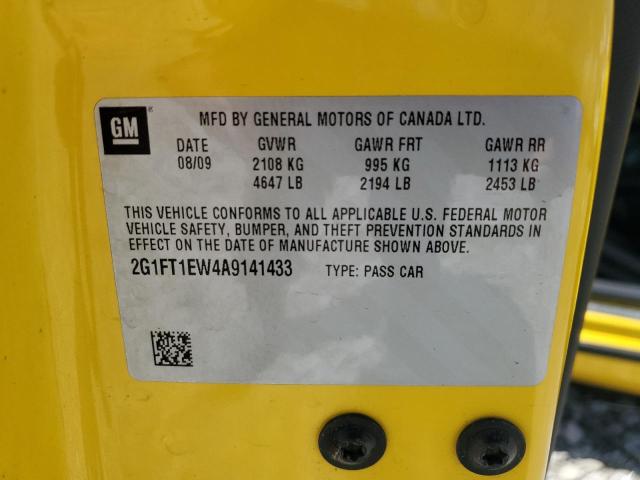 GM
MFD BY GENERAL MOTORS OF CANADA LTD.
DATE GVWR GAWR FRT GAWR RR
08/09 2108 KG 995 KG 1113 KG
4647 LB 2194 LB 2453 LB
THIS VEHICLE CONFORMS TO ALL APPLICABLE U.S. FEDERAL MOTOR
VEHICLE SAFETY, BUMPER, AND THEFT PREVENTION STANDARDS IN
EFFECT ON THE DATE OF MANUFACTURE SHOWN ABOVE.
2G1FT1EW4A9141433 TYPE: PASS CAR